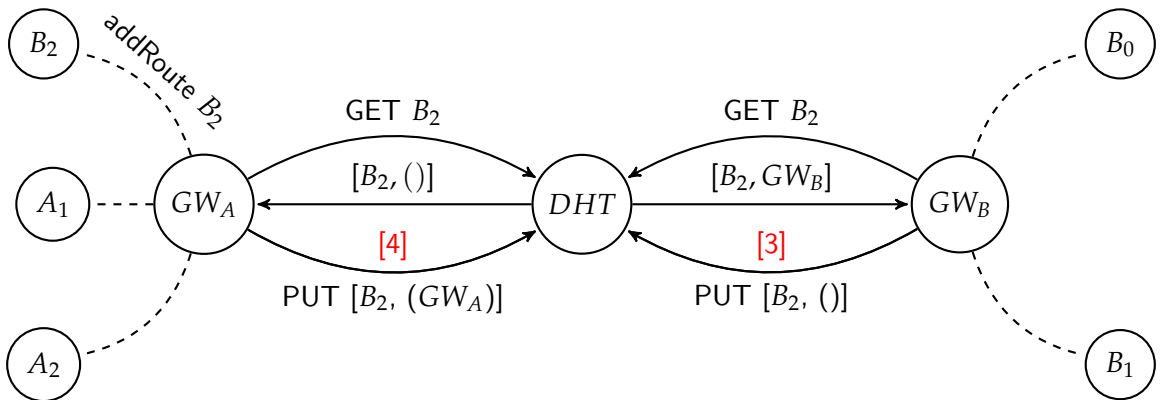 B₂
addRoute B₂
B₀
GET B₂
GET B₂
[B₂, ()]
[B₂, GW_B]
A₁
GW_A
DHT
GW_B
[4]
[3]
PUT [B₂, (GW_A)]
PUT [B₂, ()]
A₂
B₁